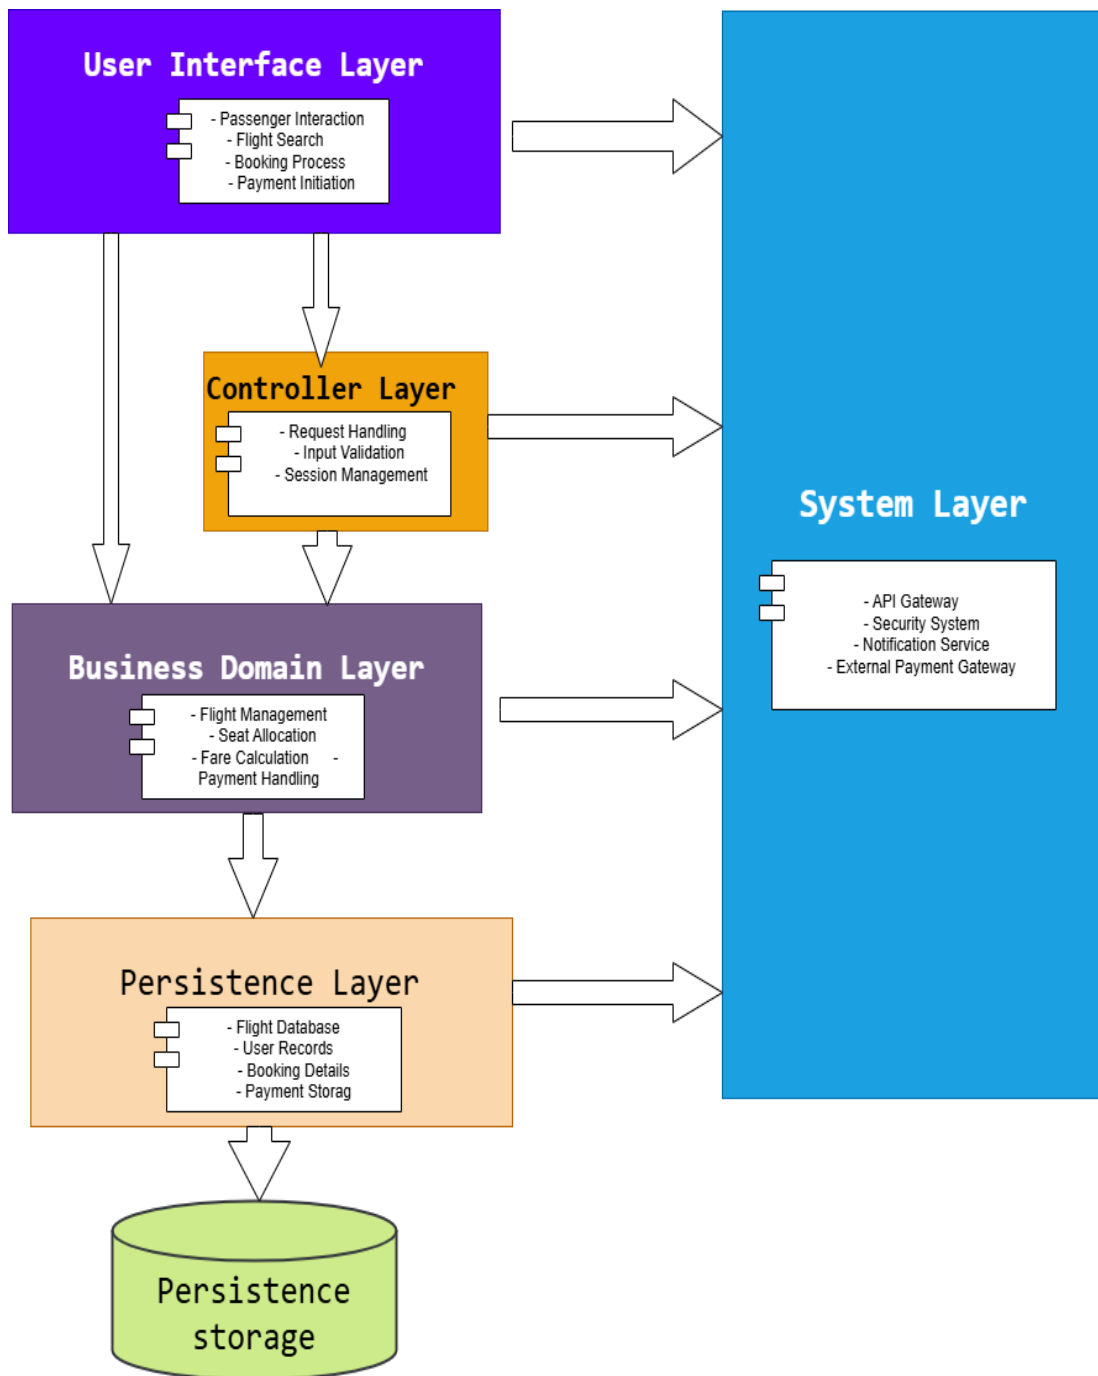 User Interface Layer
- Passenger Interaction
- Flight Search
- Booking Process
- Payment Initiation
Controller Layer
- Request Handling
- Input Validation
- Session Management
System Layer
- API Gateway
- Security System
- Notification Service
- External Payment Gateway
Business Domain Layer
- Flight Management
- Seat Allocation
- Fare Calculation -
Payment Handling
Persistence Layer
- Flight Database
- User Records
- Booking Details
- Payment Storag
Persistence
storage